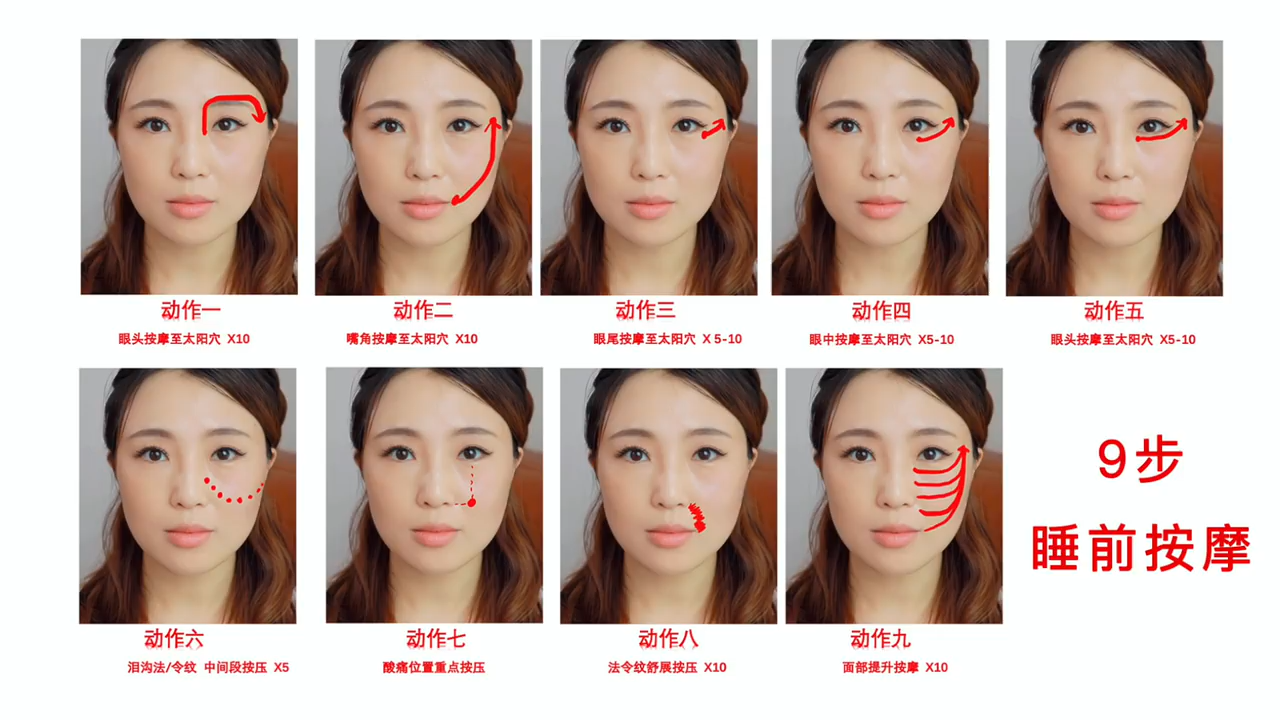 动作一
动作二
动作三
动作四
动作五
眼头按摩至太阳穴 X10
嘴角按摩至太阳穴 X10
眼尾按摩至太阳穴 X 5-10
眼中按摩至太阳穴 X5-10
眼头按摩至太阳穴 X5-10
9步
睡前按摩
动作六
动作七
动作八
动作九
泪沟法/令纹 中间段按压 X5
酸痛位置重点按压
法令纹舒展按压 X10
面部提升按摩 X10